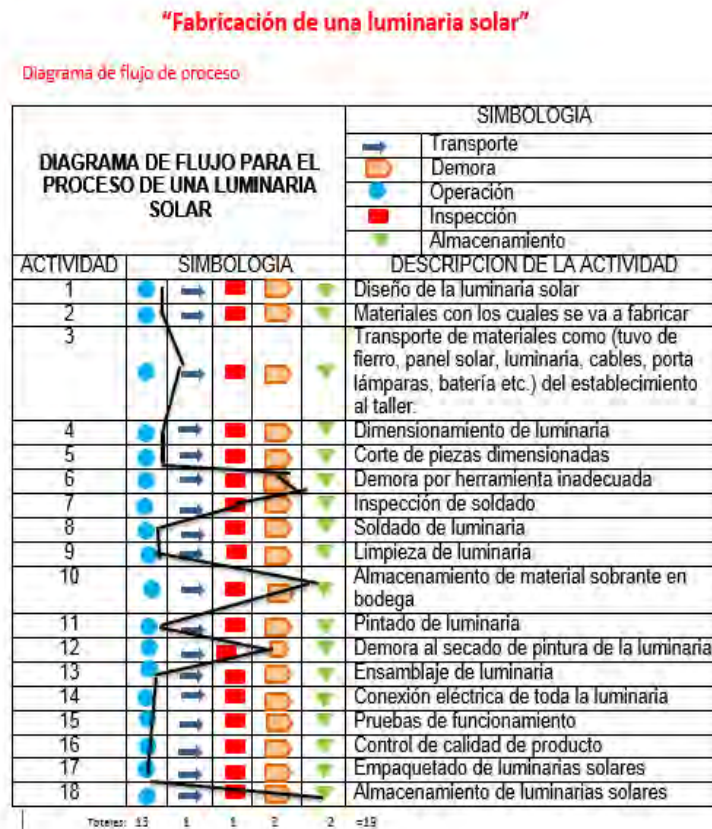 “Fabricación de una luminaria solar”
Diagrama de flujo de proceso
DIAGRAMA DE FLUJO PARA EL
PROCESO DE UNA LUMINARIA
SOLAR
SIMBOLOGIA
Transporte
Demora
Operación
Inspección
Almacenamiento
ACTIVIDAD SIMBOLOGIA DESCRIPCION DE LA ACTIVIDAD
1 Diseño de la luminaria solar
2 Materiales con los cuales se va a fabricar
3 Transporte de materiales como (tuvo de
fierro, panel solar, luminaria, cables, porta
lámparas, batería etc.) del establecimiento
al taller.
4 Dimensionamiento de luminaria
5 Corte de piezas dimensionadas
6 Demora por herramienta inadecuada
7 Inspección de soldado
8 Soldado de luminaria
9 Limpieza de luminaria
10 Almacenamiento de material sobrante en
bodega
11 Pintado de luminaria
12 Demora al secado de pintura de la luminaria
13 Ensamblaje de luminaria
14 Conexión eléctrica de toda la luminaria
15 Pruebas de funcionamiento
16 Control de calidad de producto
17 Empaquetado de luminarias solares
18 Almacenamiento de luminarias solares
Totales: 13 1 1 2 2 =19